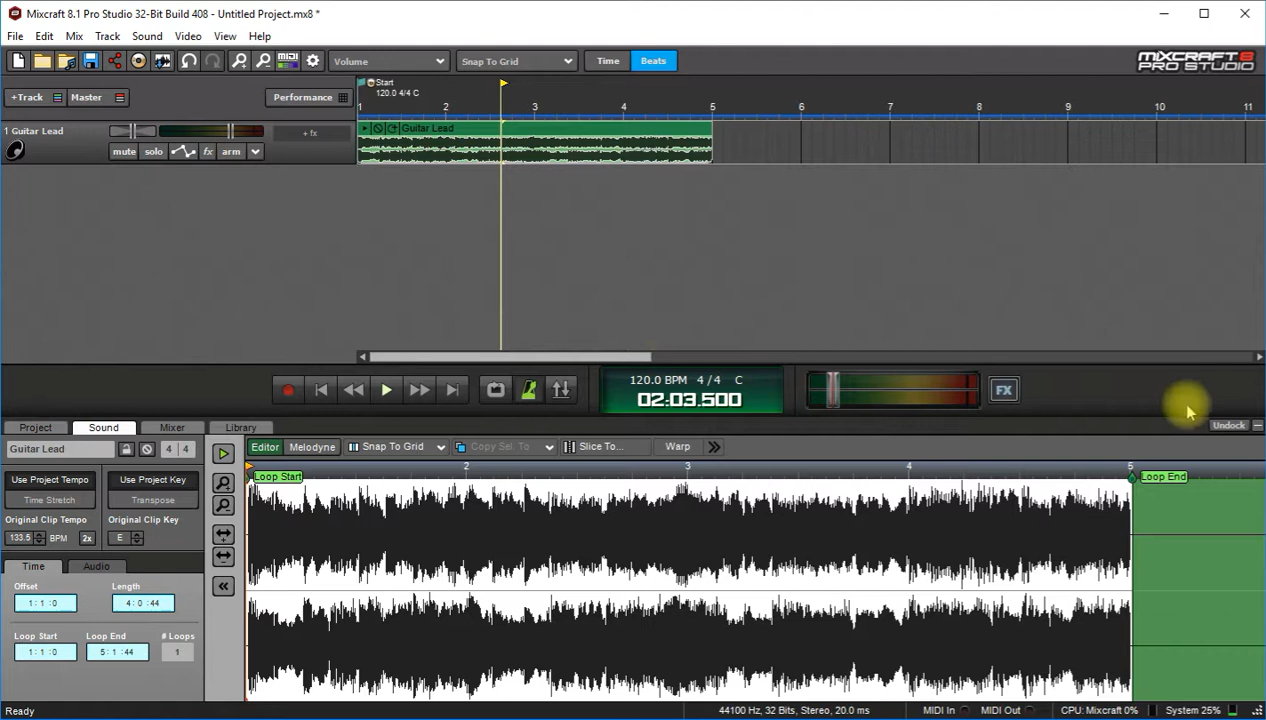 Mixcraft 8.1 Pro Studio 32-Bit Build 408 - Untitled Project.mx8 *
File Edit Mix Track Sound Video View Help
Volume Snap To Grid Time Beats MIXCRAFT 8 PRO STUDIO
Start
120.0 4/4 C
+Track Master Performance
1 2 3 4 5 6 7 8 9 10 11
1 Guitar Lead + fx Guitar Lead
mute solo fx arm
120.0 BPM 4/4 C
02:03.500 FX
Undock
Project Sound Mixer Library
Guitar Lead 4 4 Editor Melodyne Snap To Grid Copy Sel. To Slice To... Warp
2 3 4 5
Use Project Tempo Use Project Key Loop Start Loop End
Time Stretch Transpose
Original Clip Tempo Original Clip Key
133.5 BPM 2x E
Time Audio
Offset Length
1: 1 :0 4: 0 :44
Loop Start Loop End # Loops
1: 1 :0 5: 1 :44 1
Ready 44100 Hz, 32 Bits, Stereo, 20.0 ms MIDI In MIDI Out CPU: Mixcraft 0% System 25%